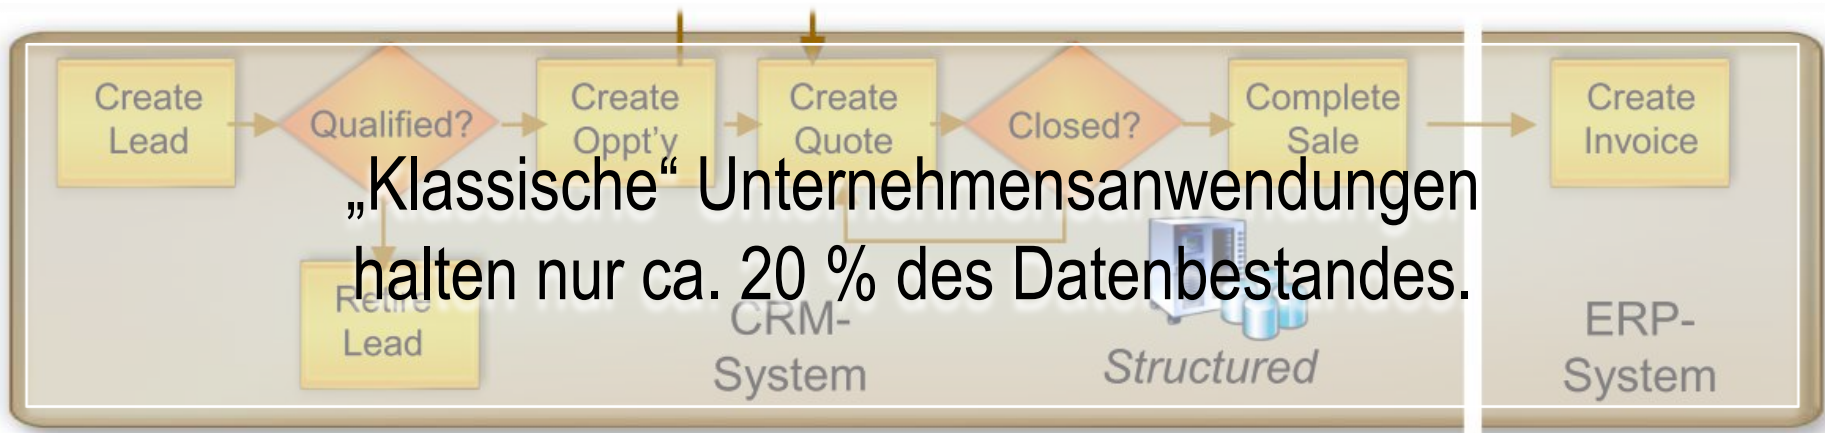 Create
Lead
Qualified?
Create
Oppt'y
Create
Quote
Closed?
Complete
Sale
Create
Invoice
„Klassische“ Unternehmensanwendungen
halten nur ca. 20 % des Datenbestandes.
Retire
Lead
CRM-
System
Structured
ERP-
System